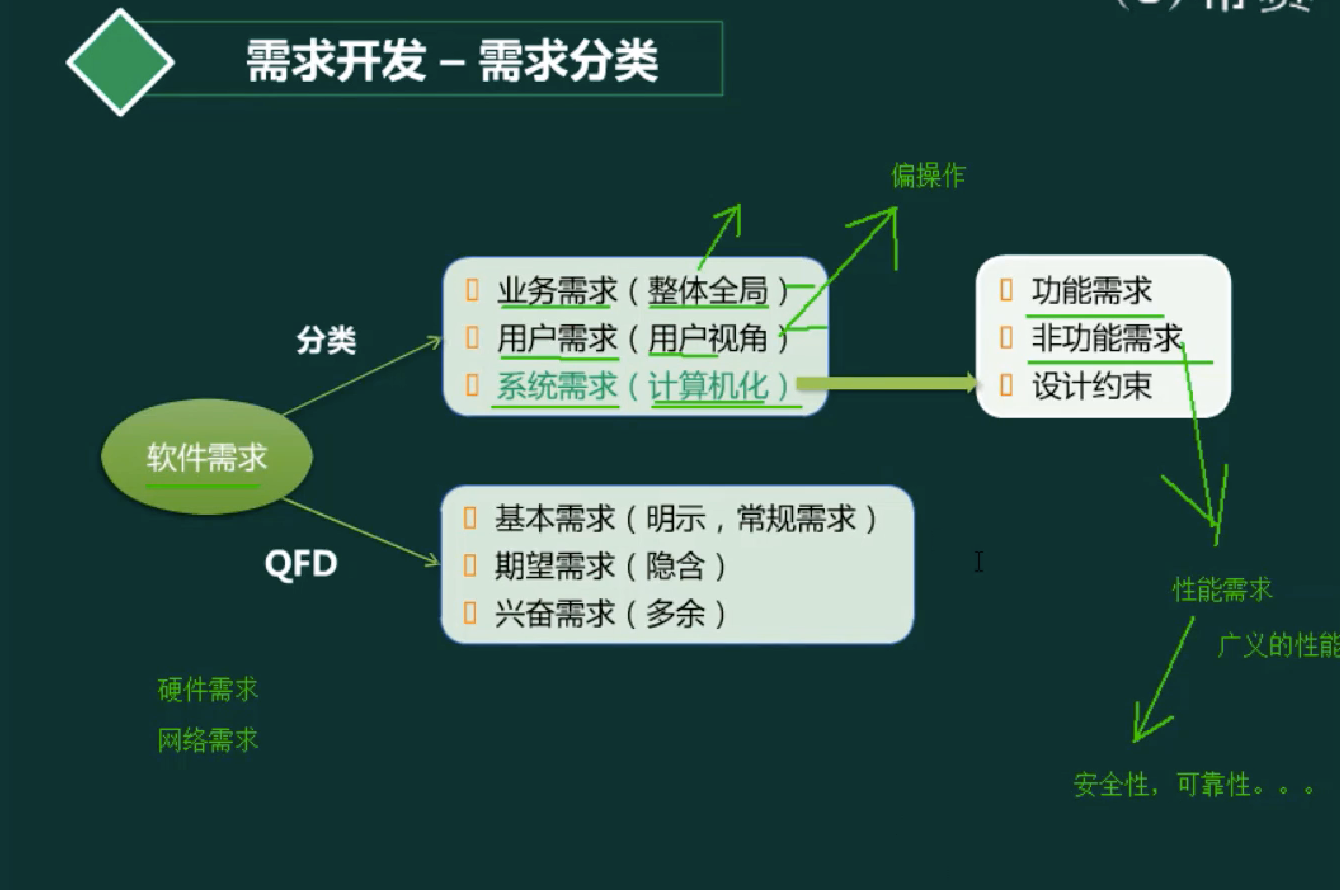 需求开发 – 需求分类
偏操作
业务需求（整体全局）
用户需求（用户视角）
系统需求（计算机化）
功能需求
非功能需求
设计约束
分类
软件需求
QFD
基本需求（明示，常规需求）
期望需求（隐含）
兴奋需求（多余）
性能需求
广义的性能
硬件需求
网络需求
安全性，可靠性。。。